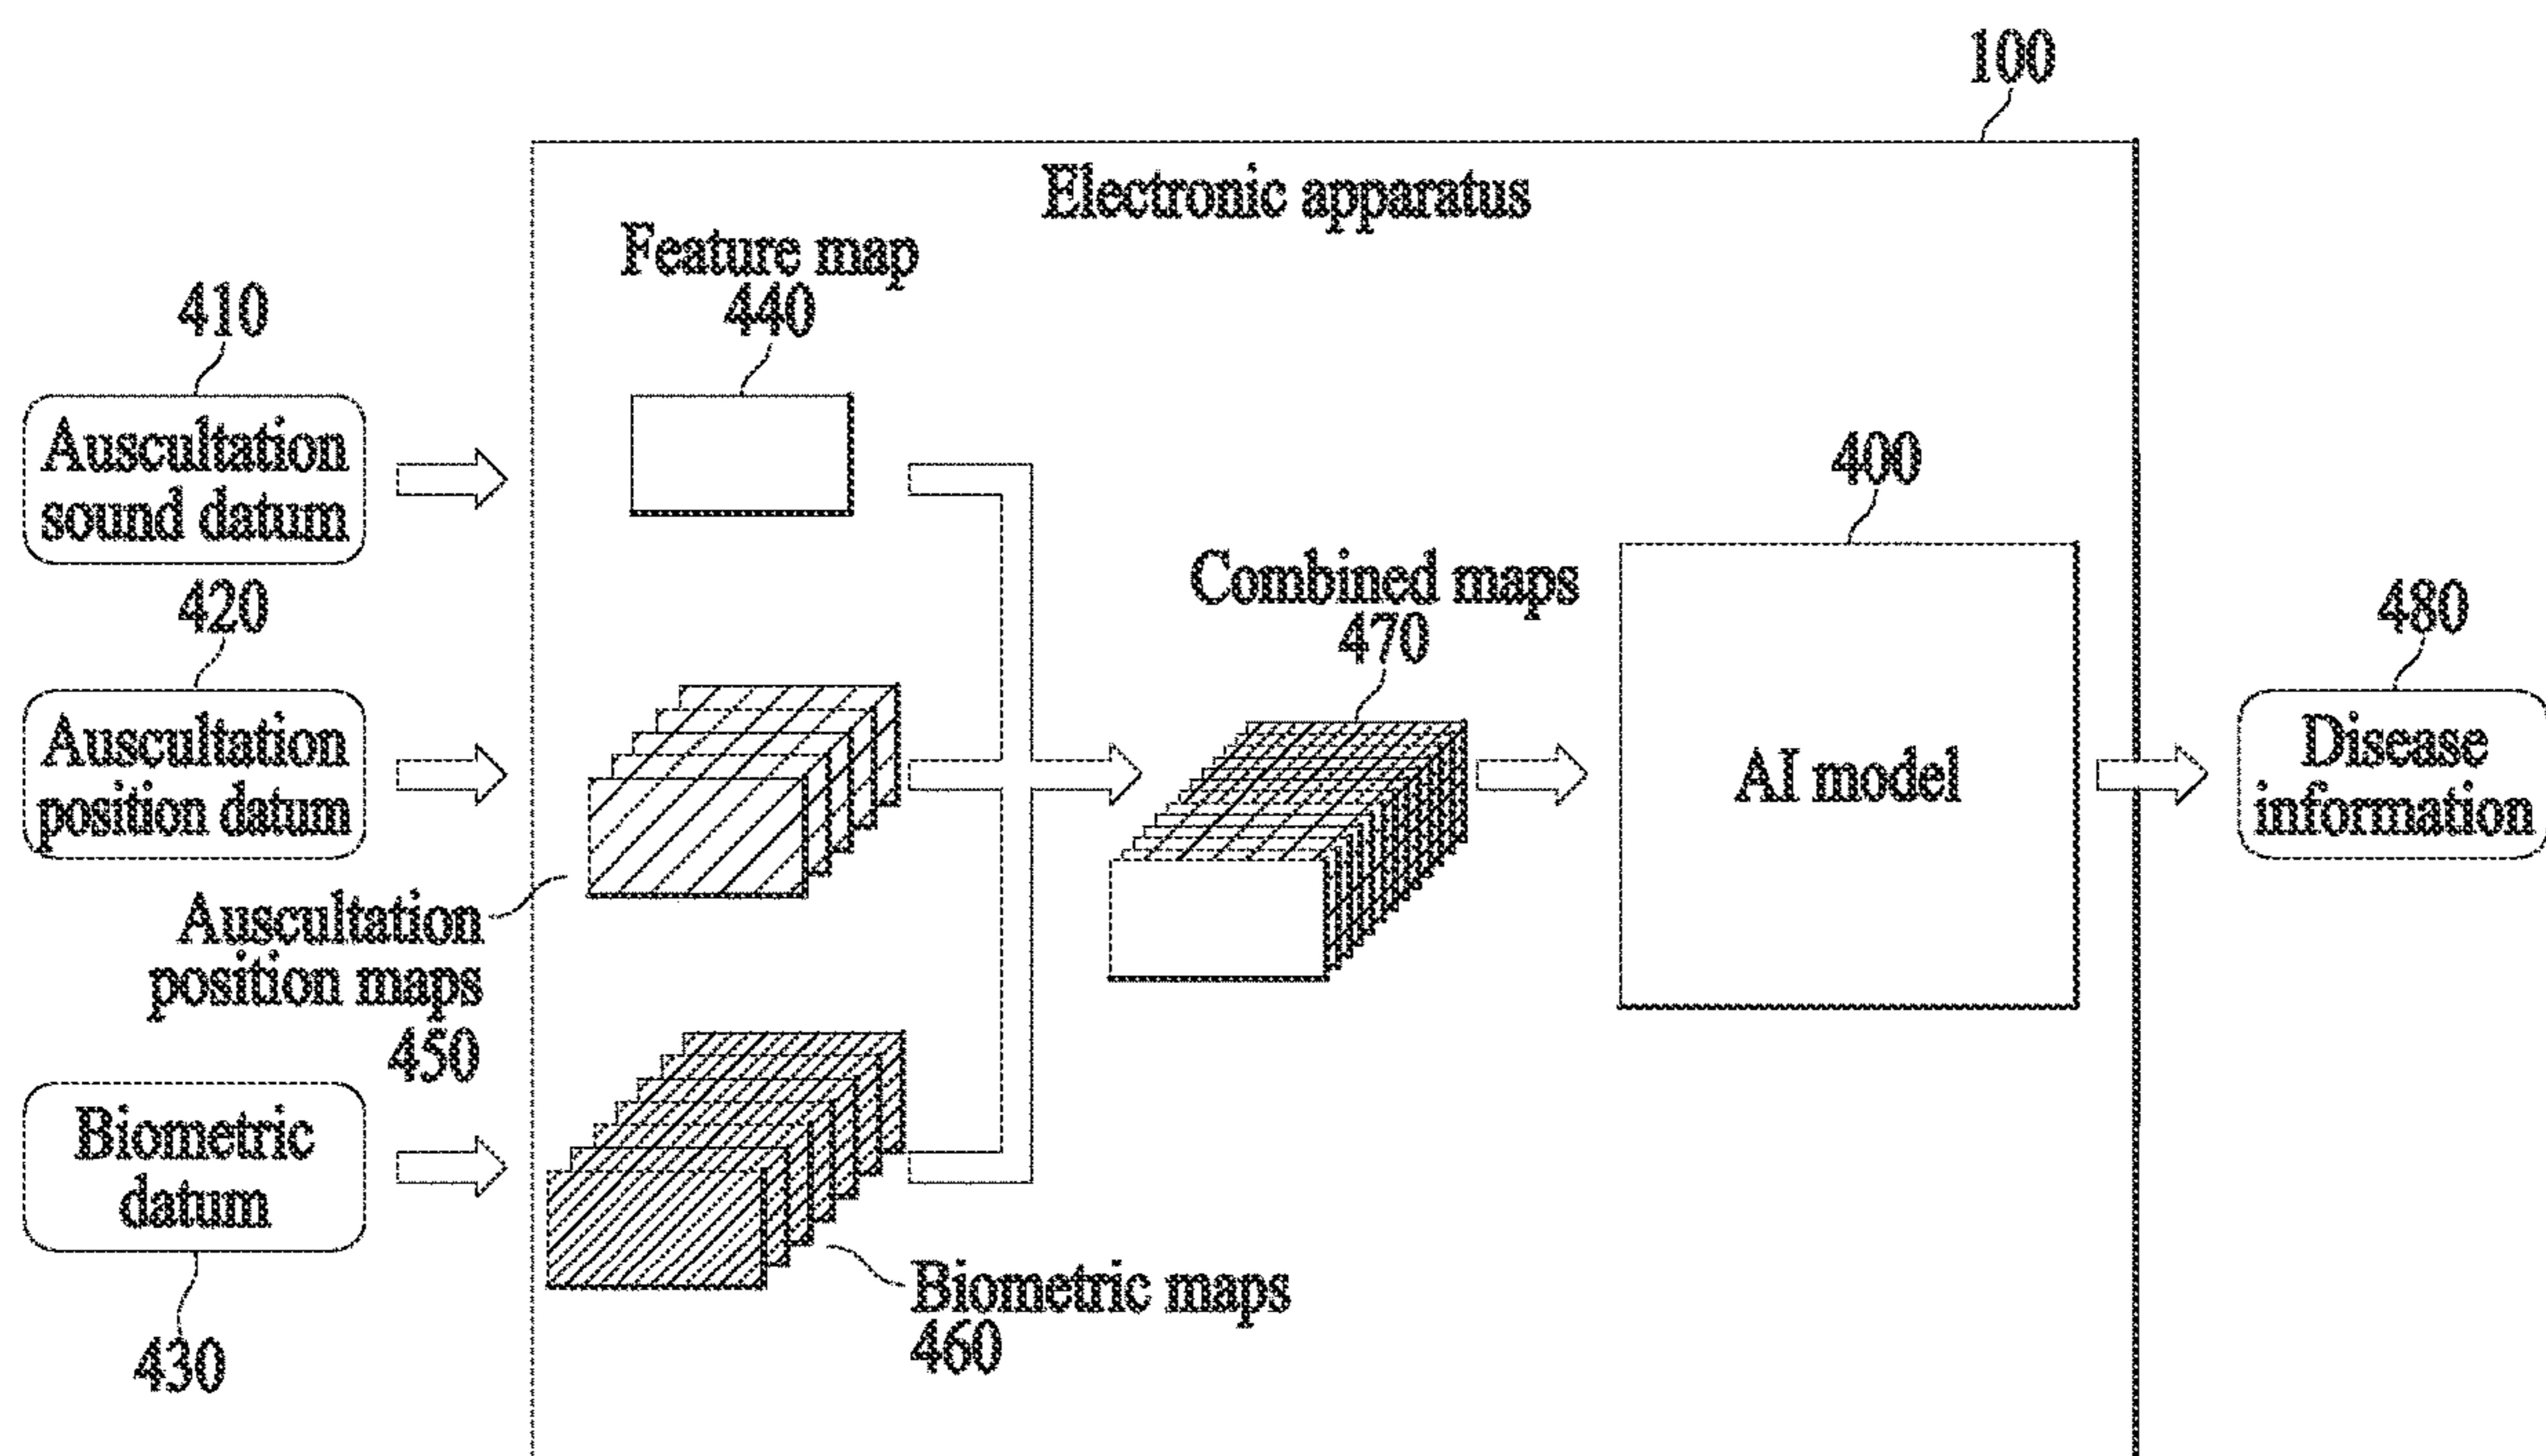 100
Electronic apparatus
Feature map
440
410
Auscultation
sound datum
400
420
Combined maps
470
480
Auscultation
position datum
AI model
Disease
information
Auscultation
position maps
450
Biometric
datum
Biometric maps
460
430